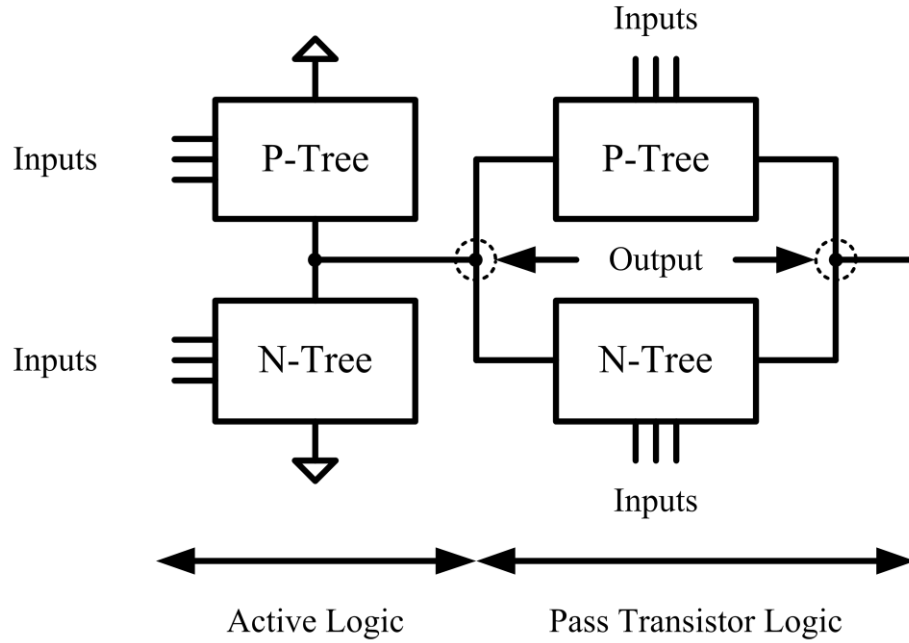 Inputs
P-Tree
P-Tree
Inputs
Output
N-Tree
N-Tree
Inputs
Inputs
Active Logic
Pass Transistor Logic